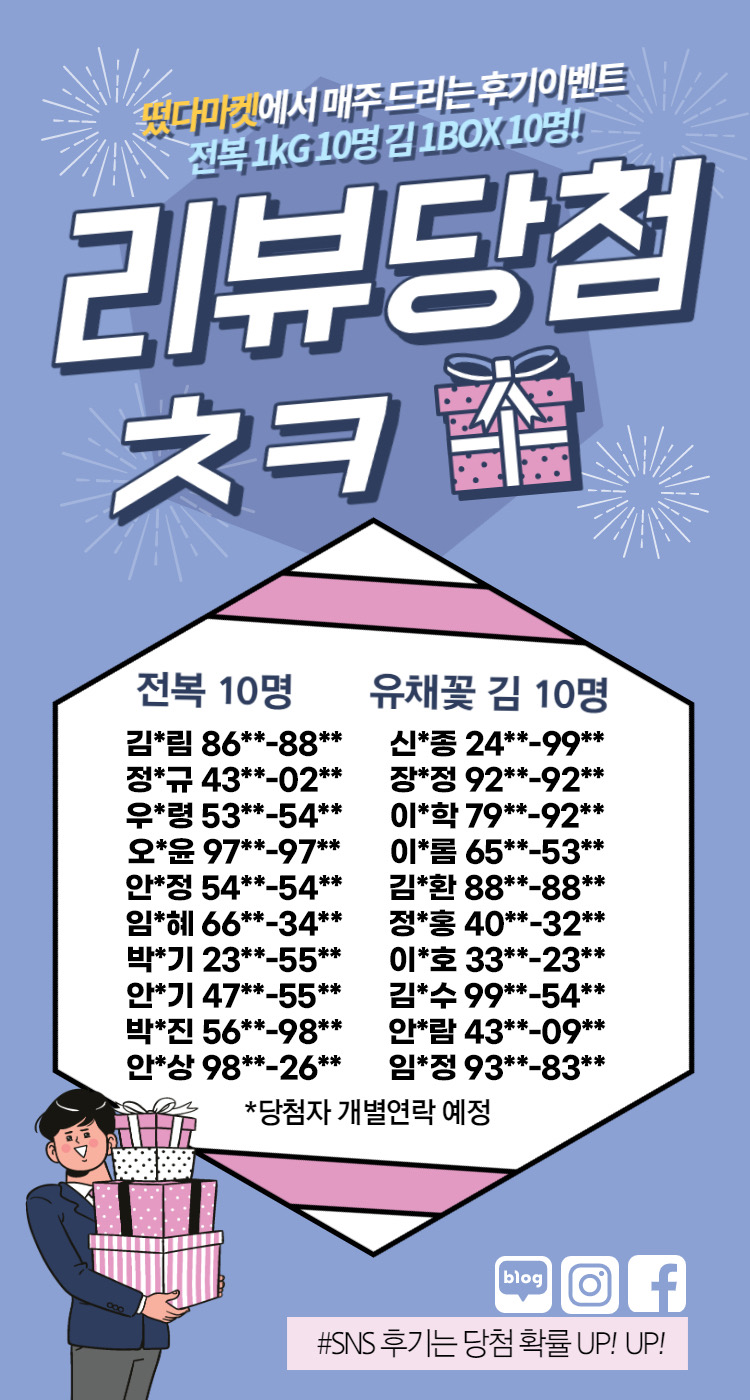 떴다마켓에서 매주 드리는 후기이벤트
전복 1kG 10명 김 1BOX 10명!
리뷰당첨
ㅊㅋ
전복 10명
김*림 86**-88**
정*규 43**-02**
우*령 53**-54**
오*윤 97**-97**
안*정 54**-54**
임*혜 66**-34**
박*기 23**-55**
안*기 47**-55**
박*진 56**-98**
안*상 98**-26**
유채꽃 김 10명
신*종 24**-99**
장*정 92**-92**
이*학 79**-92**
이*롬 65**-53**
김*환 88**-88**
정*홍 40**-32**
이*호 33**-23**
김*수 99**-54**
안*람 43**-09**
임*정 93**-83**
*당첨자 개별연락 예정
blog
#SNS 후기는 당첨 확률 UP! UP!